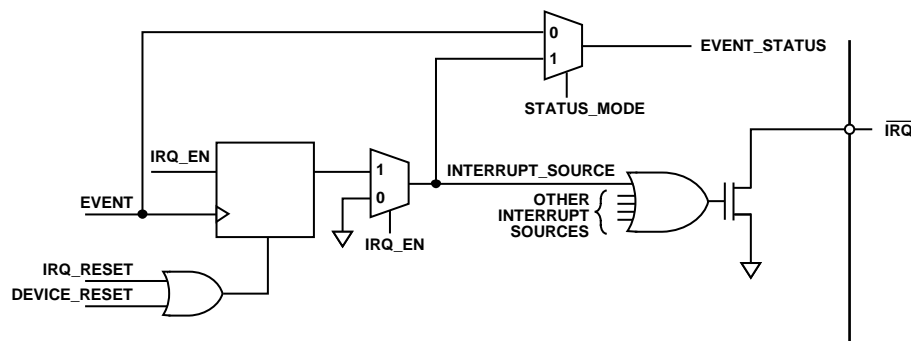 0
1
EVENT_STATUS
STATUS_MODE
IRQ
IRQ_EN
1
0
INTERRUPT_SOURCE
OTHER
INTERRUPT
SOURCES
EVENT
IRQ_EN
IRQ_RESET
DEVICE_RESET